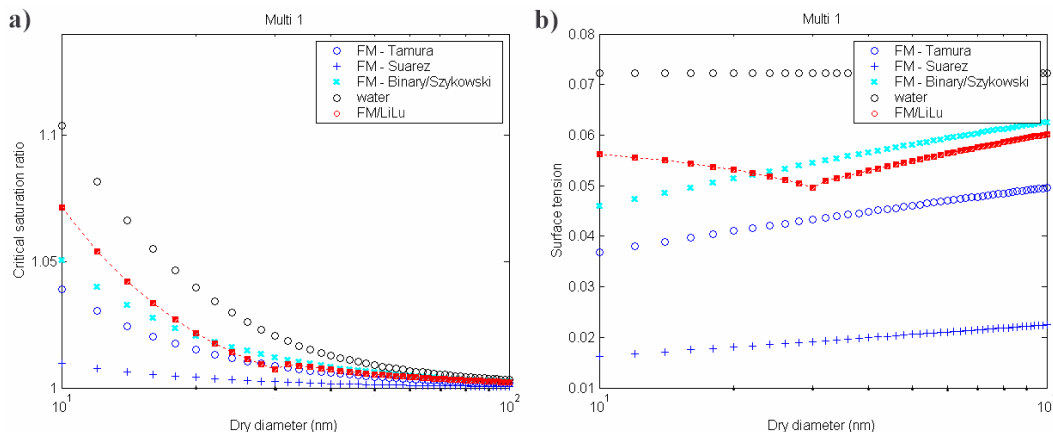 a)
Multi 1
FM - Tamura
FM - Suarez
FM - Binary/Szykowski
water
FM/LiLu
1.1
1.05
1
Critical saturation ratio
10¹
10²
Dry diameter (nm)
b)
Multi 1
FM - Tamura
FM - Suarez
FM - Binary/Szykowski
water
FM/LiLu
0.08
0.07
0.06
0.05
0.04
0.03
0.02
0.01
Surface tension
10¹
10
Dry diameter (nm)